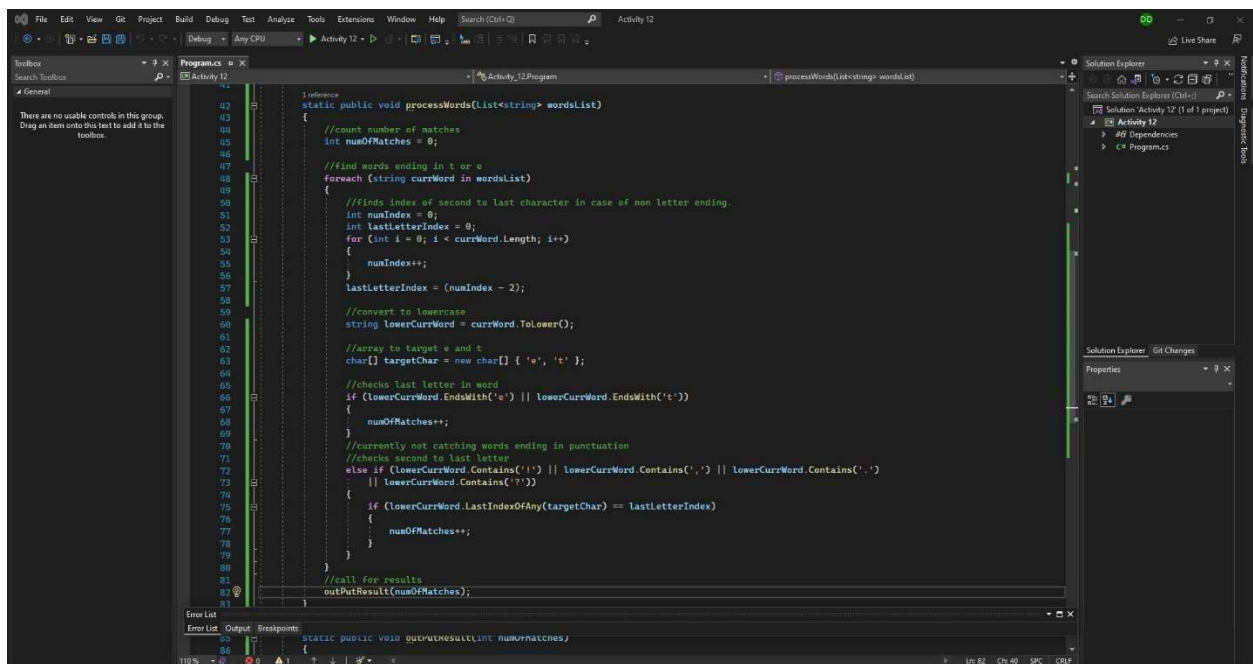 File Edit View Git Project Build Debug Test Analyze Tools Extensions Window Help Search (Ctrl+Q) Activity 12 DD
Debug Any CPU Activity 12 Live Share
Toolbox
Search Toolbox
General
There are no usable controls in this group. Drag an item onto this text to add it to the toolbox.
Program.cs
Activity 12 Activity_12.Program processWords(List<string> wordsList)
41
1 reference
42 static public void processWords(List<string> wordsList)
43 {
44 //count number of matches
45 int numOfMatches = 0;
46
47 //find words ending in t or e
48 foreach (string currWord in wordsList)
49 {
50 //finds index of second to last character in case of non letter ending.
51 int numIndex = 0;
52 int lastLetterIndex = 0;
53 for (int i = 0; i < currWord.Length; i++)
54 {
55 numIndex++;
56 }
57 lastLetterIndex = (numIndex - 2);
58
59 //convert to lowercase
60 string lowerCurrWord = currWord.ToLower();
61
62 //array to target e and t
63 char[] targetChar = new char[] { 'e', 't' };
64
65 //checks last letter in word
66 if (lowerCurrWord.EndsWith('e') || lowerCurrWord.EndsWith('t'))
67 {
68 numOfMatches++;
69 }
70 //currently not catching words ending in punctuation
71 //checks second to last letter
72 else if (lowerCurrWord.Contains('!') || lowerCurrWord.Contains(',') || lowerCurrWord.Contains('.')
73 || lowerCurrWord.Contains('?'))
74 {
75 if (lowerCurrWord.LastIndexOfAny(targetChar) == lastLetterIndex)
76 {
77 numOfMatches++;
78 }
79 }
80 }
81 //call for results
82 outPutResult(numOfMatches);
83 }
Error List
Error List Output Breakpoints
85 static public void outPutResult(int numOfMatches)
86 {
110% 0 1 Ln: 82 Ch: 40 SPC CRLF
Solution Explorer
Search Solution Explorer (Ctrl+;)
Solution 'Activity 12' (1 of 1 project)
Activity 12
Dependencies
C# Program.cs
Solution Explorer Git Changes
Properties
Notifications
Diagnostic Tools